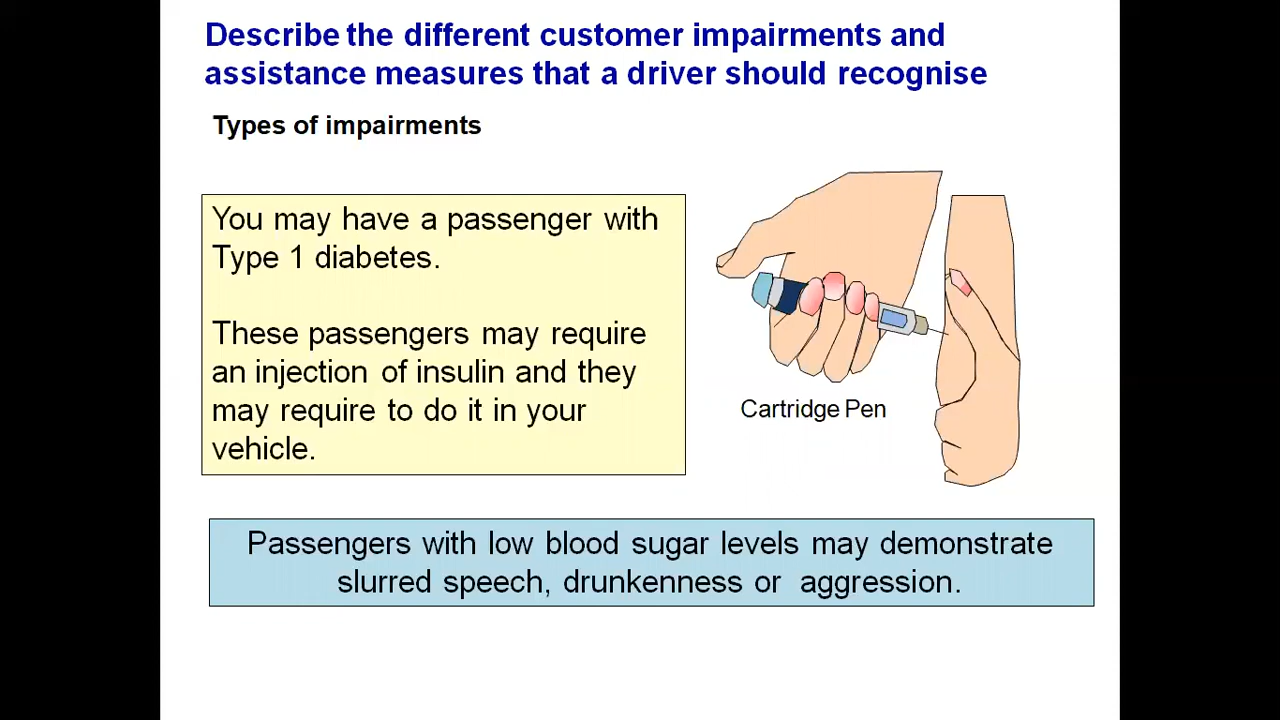 Describe the different customer impairments and
assistance measures that a driver should recognise
Types of impairments
You may have a passenger with
Type 1 diabetes.
These passengers may require
an injection of insulin and they
may require to do it in your
vehicle.
Cartridge Pen
Passengers with low blood sugar levels may demonstrate
slurred speech, drunkenness or aggression.